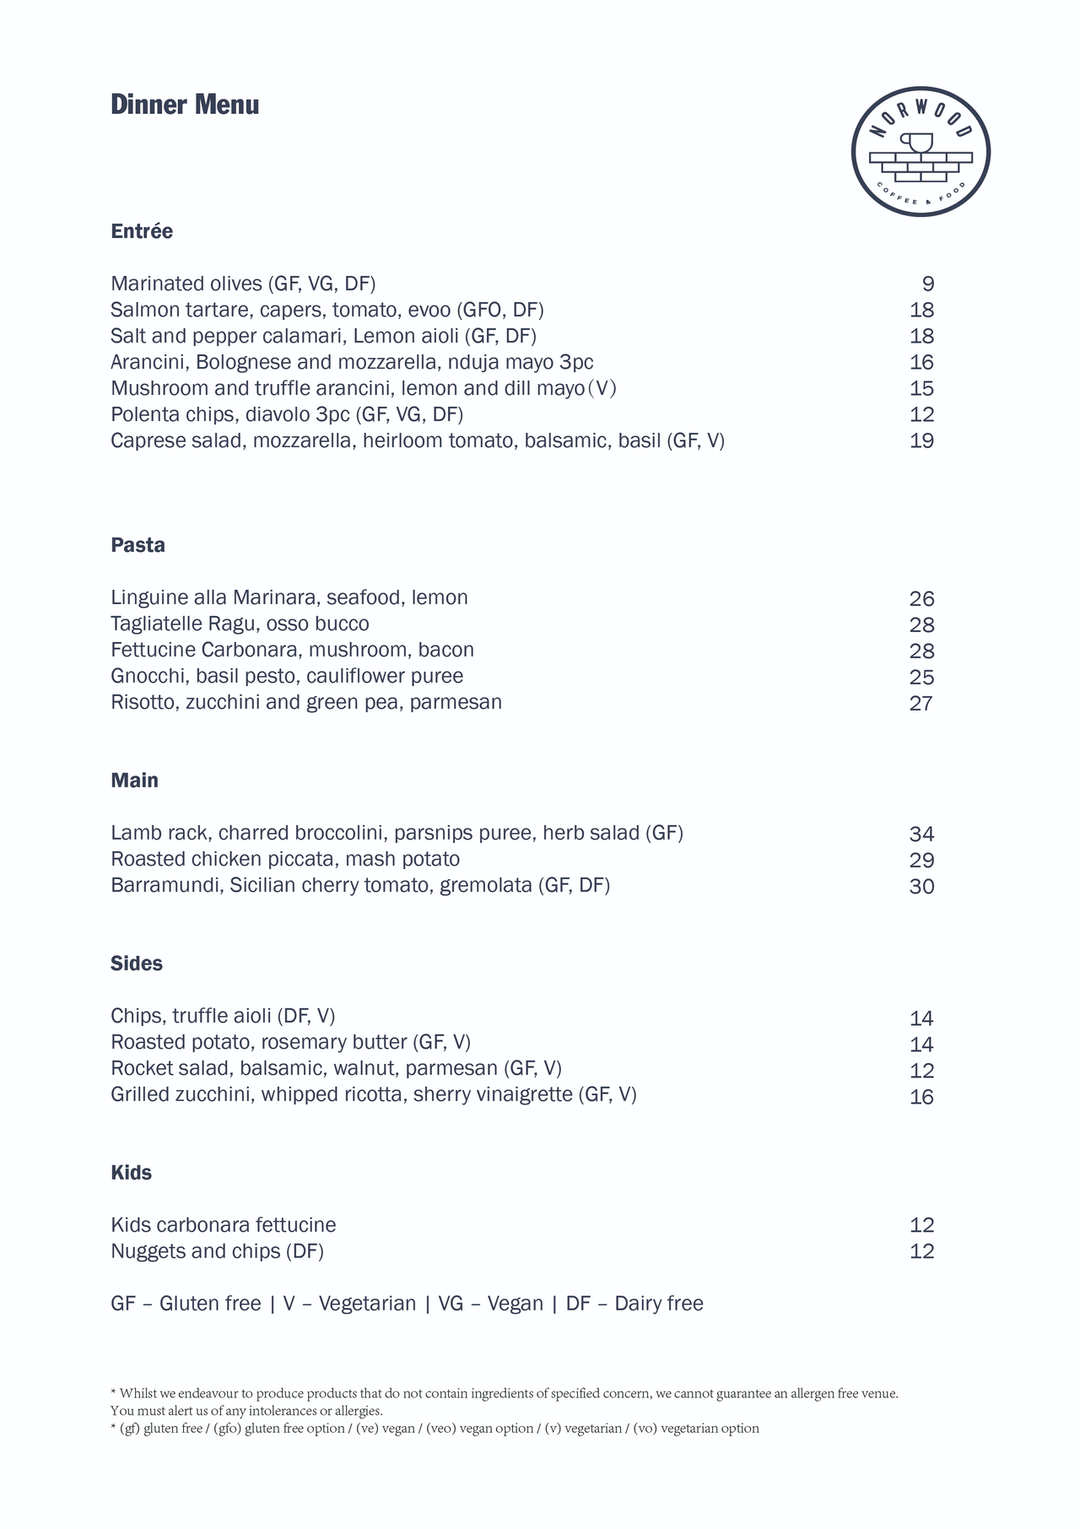 Dinner Menu
NORWOOD
COFFEE & FOOD
Entrée
Marinated olives (GF, VG, DF) 9
Salmon tartare, capers, tomato, evoo (GFO, DF) 18
Salt and pepper calamari, Lemon aioli (GF, DF) 18
Arancini, Bolognese and mozzarella, nduja mayo 3pc 16
Mushroom and truffle arancini, lemon and dill mayo (V) 15
Polenta chips, diavolo 3pc (GF, VG, DF) 12
Caprese salad, mozzarella, heirloom tomato, balsamic, basil (GF, V) 19
Pasta
Linguine alla Marinara, seafood, lemon 26
Tagliatelle Ragu, osso bucco 28
Fettucine Carbonara, mushroom, bacon 28
Gnocchi, basil pesto, cauliflower puree 25
Risotto, zucchini and green pea, parmesan 27
Main
Lamb rack, charred broccolini, parsnips puree, herb salad (GF) 34
Roasted chicken piccata, mash potato 29
Barramundi, Sicilian cherry tomato, gremolata (GF, DF) 30
Sides
Chips, truffle aioli (DF, V) 14
Roasted potato, rosemary butter (GF, V) 14
Rocket salad, balsamic, walnut, parmesan (GF, V) 12
Grilled zucchini, whipped ricotta, sherry vinaigrette (GF, V) 16
Kids
Kids carbonara fettucine 12
Nuggets and chips (DF) 12
GF – Gluten free | V – Vegetarian | VG – Vegan | DF – Dairy free
* Whilst we endeavour to produce products that do not contain ingredients of specified concern, we cannot guarantee an allergen free venue.
You must alert us of any intolerances or allergies.
* (gf) gluten free / (gfo) gluten free option / (ve) vegan / (veo) vegan option / (v) vegetarian / (vo) vegetarian option